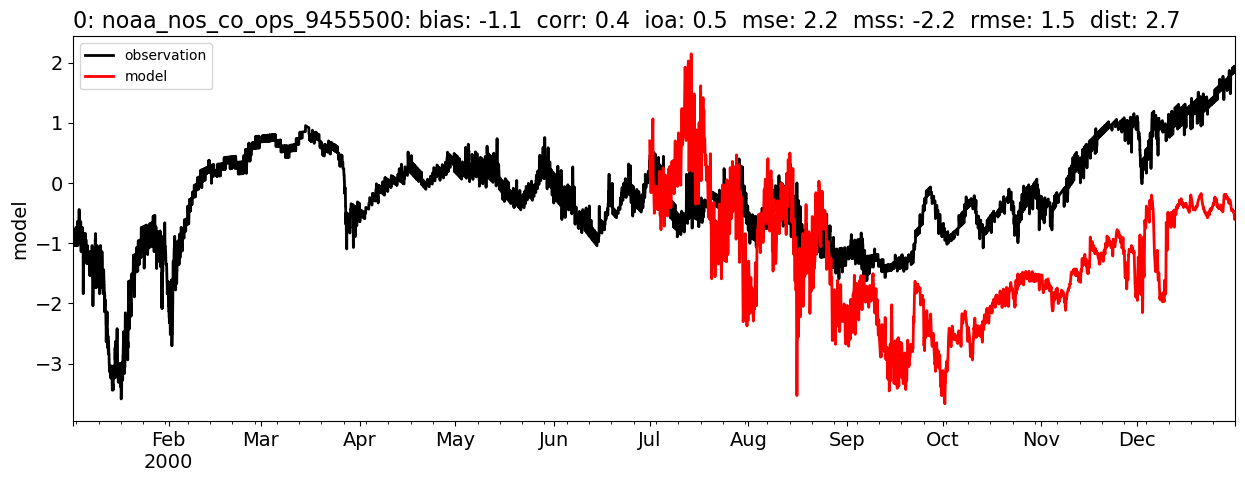 0: noaa_nos_co_ops_9455500: bias: -1.1  corr: 0.4  ioa: 0.5  mse: 2.2  mss: -2.2  rmse: 1.5  dist: 2.7
observation
model
model
2
1
0
−1
−2
−3
Feb Mar Apr May Jun Jul Aug Sep Oct Nov Dec
2000